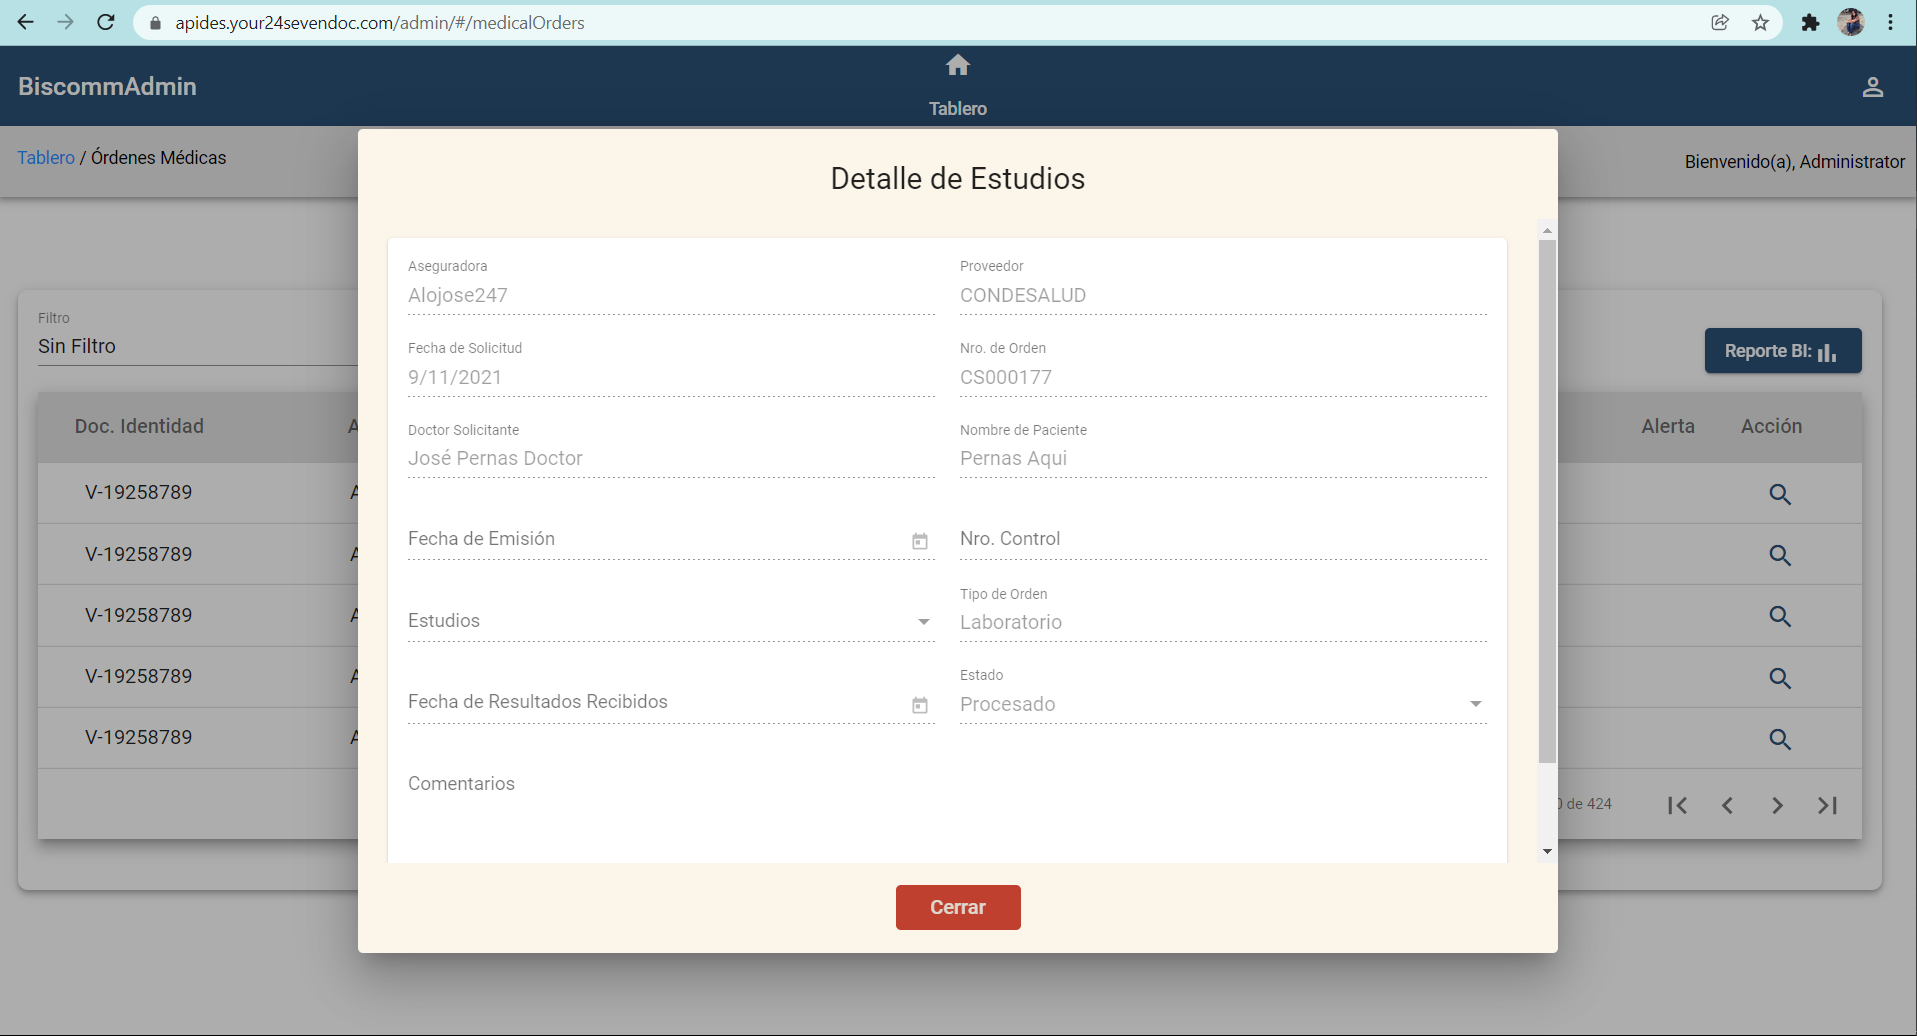 apides.your24sevendoc.com/admin/#/medicalOrders
BiscommAdmin
Tablero
Tablero / Órdenes Médicas
Bienvenido(a), Administrator
Detalle de Estudios
Aseguradora
Alojose247
Proveedor
CONDESALUD
Fecha de Solicitud
9/11/2021
Nro. de Orden
CS000177
Doctor Solicitante
José Pernas Doctor
Nombre de Paciente
Pernas Aqui
Fecha de Emisión
Nro. Control
Estudios
Tipo de Orden
Laboratorio
Fecha de Resultados Recibidos
Estado
Procesado
Comentarios
Cerrar
Filtro
Sin Filtro
Reporte BI:
Doc. Identidad
Alerta
Acción
V-19258789
V-19258789
V-19258789
V-19258789
V-19258789
de 424